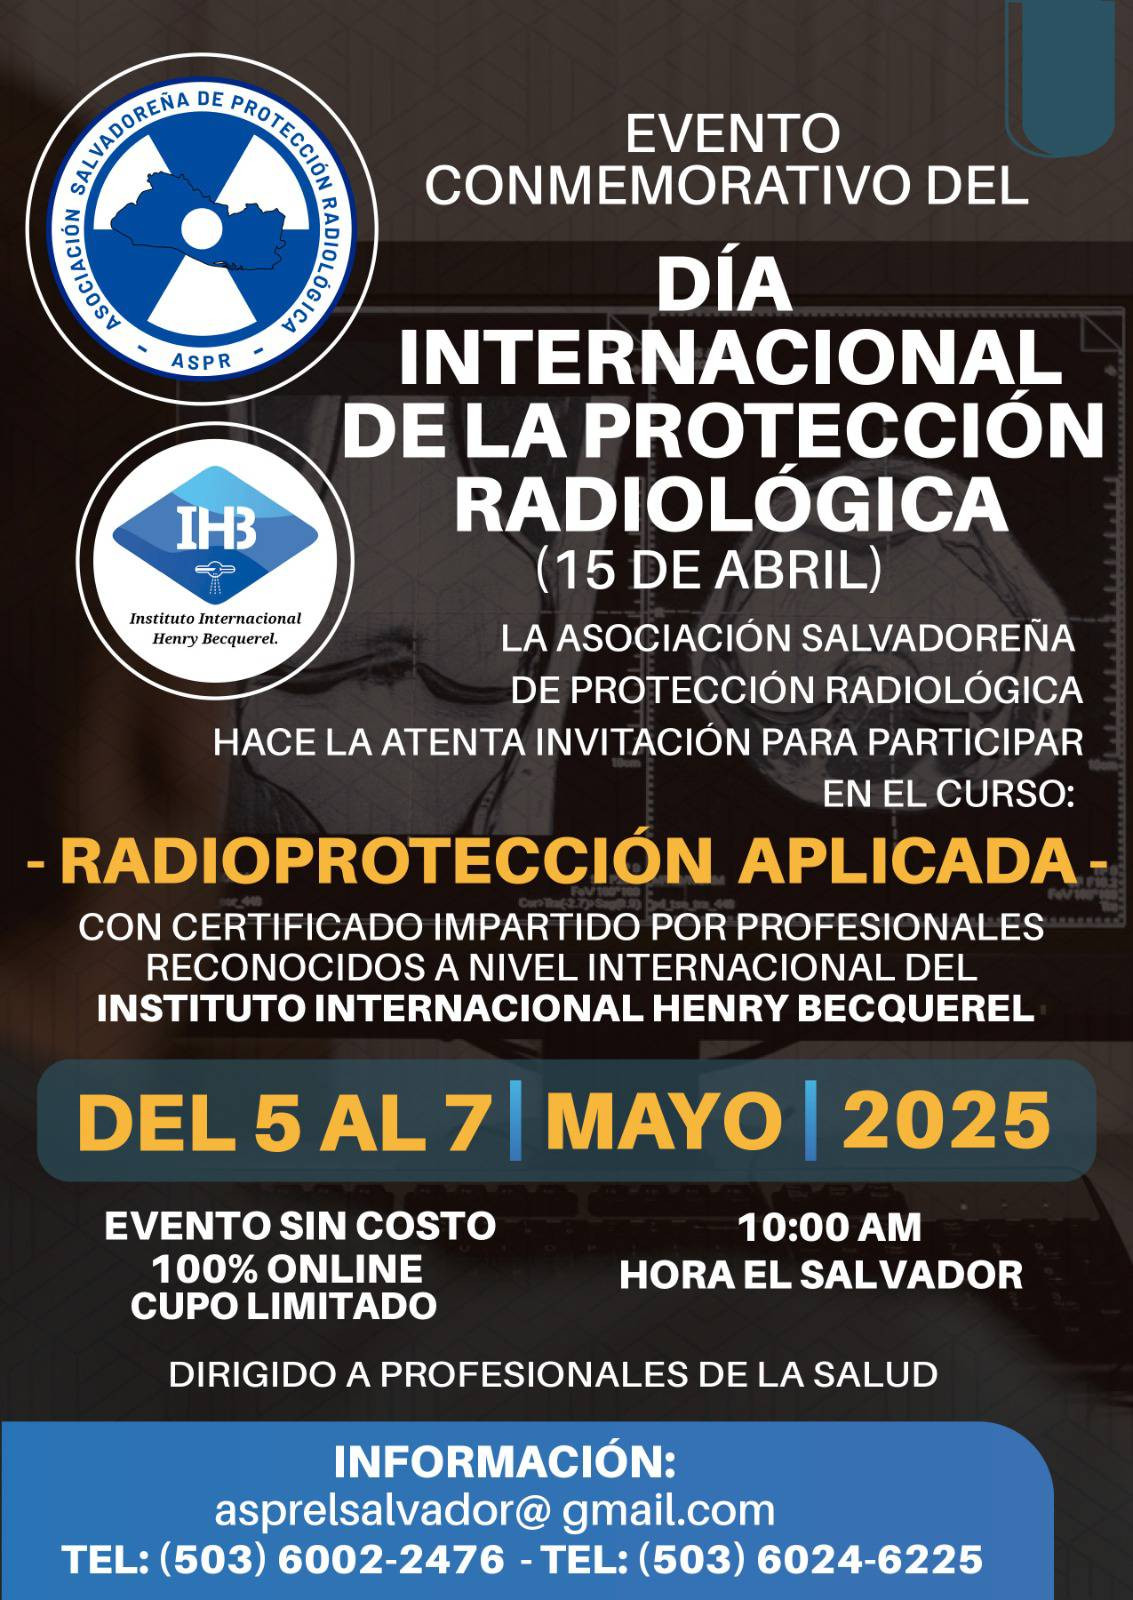 ASOCIACIÓN SALVADOREÑA DE PROTECCIÓN RADIOLÓGICA
- ASPR -
EVENTO
CONMEMORATIVO DEL
DÍA
INTERNACIONAL
DE LA PROTECCIÓN
RADIOLÓGICA
(15 DE ABRIL)
IHB
Instituto Internacional
Henry Becquerel.
LA ASOCIACIÓN SALVADOREÑA
DE PROTECCIÓN RADIOLÓGICA
HACE LA ATENTA INVITACIÓN PARA PARTICIPAR
EN EL CURSO:
- RADIOPROTECCIÓN APLICADA -
CON CERTIFICADO IMPARTIDO POR PROFESIONALES
RECONOCIDOS A NIVEL INTERNACIONAL DEL
INSTITUTO INTERNACIONAL HENRY BECQUEREL
DEL 5 AL 7 | MAYO | 2025
EVENTO SIN COSTO
100% ONLINE
CUPO LIMITADO
10:00 AM
HORA EL SALVADOR
DIRIGIDO A PROFESIONALES DE LA SALUD
INFORMACIÓN:
asprelsalvador@ gmail.com
TEL: (503) 6002-2476 - TEL: (503) 6024-6225